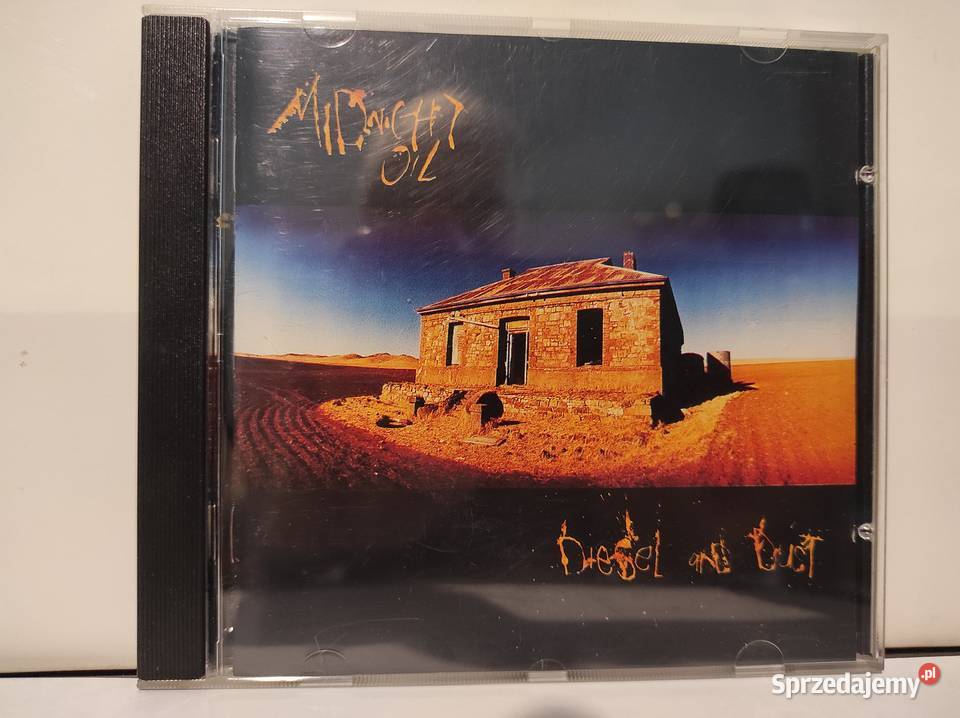 MIDNIGHT
OIL
DIESEL AND DUST
Sprzedajemy.pl